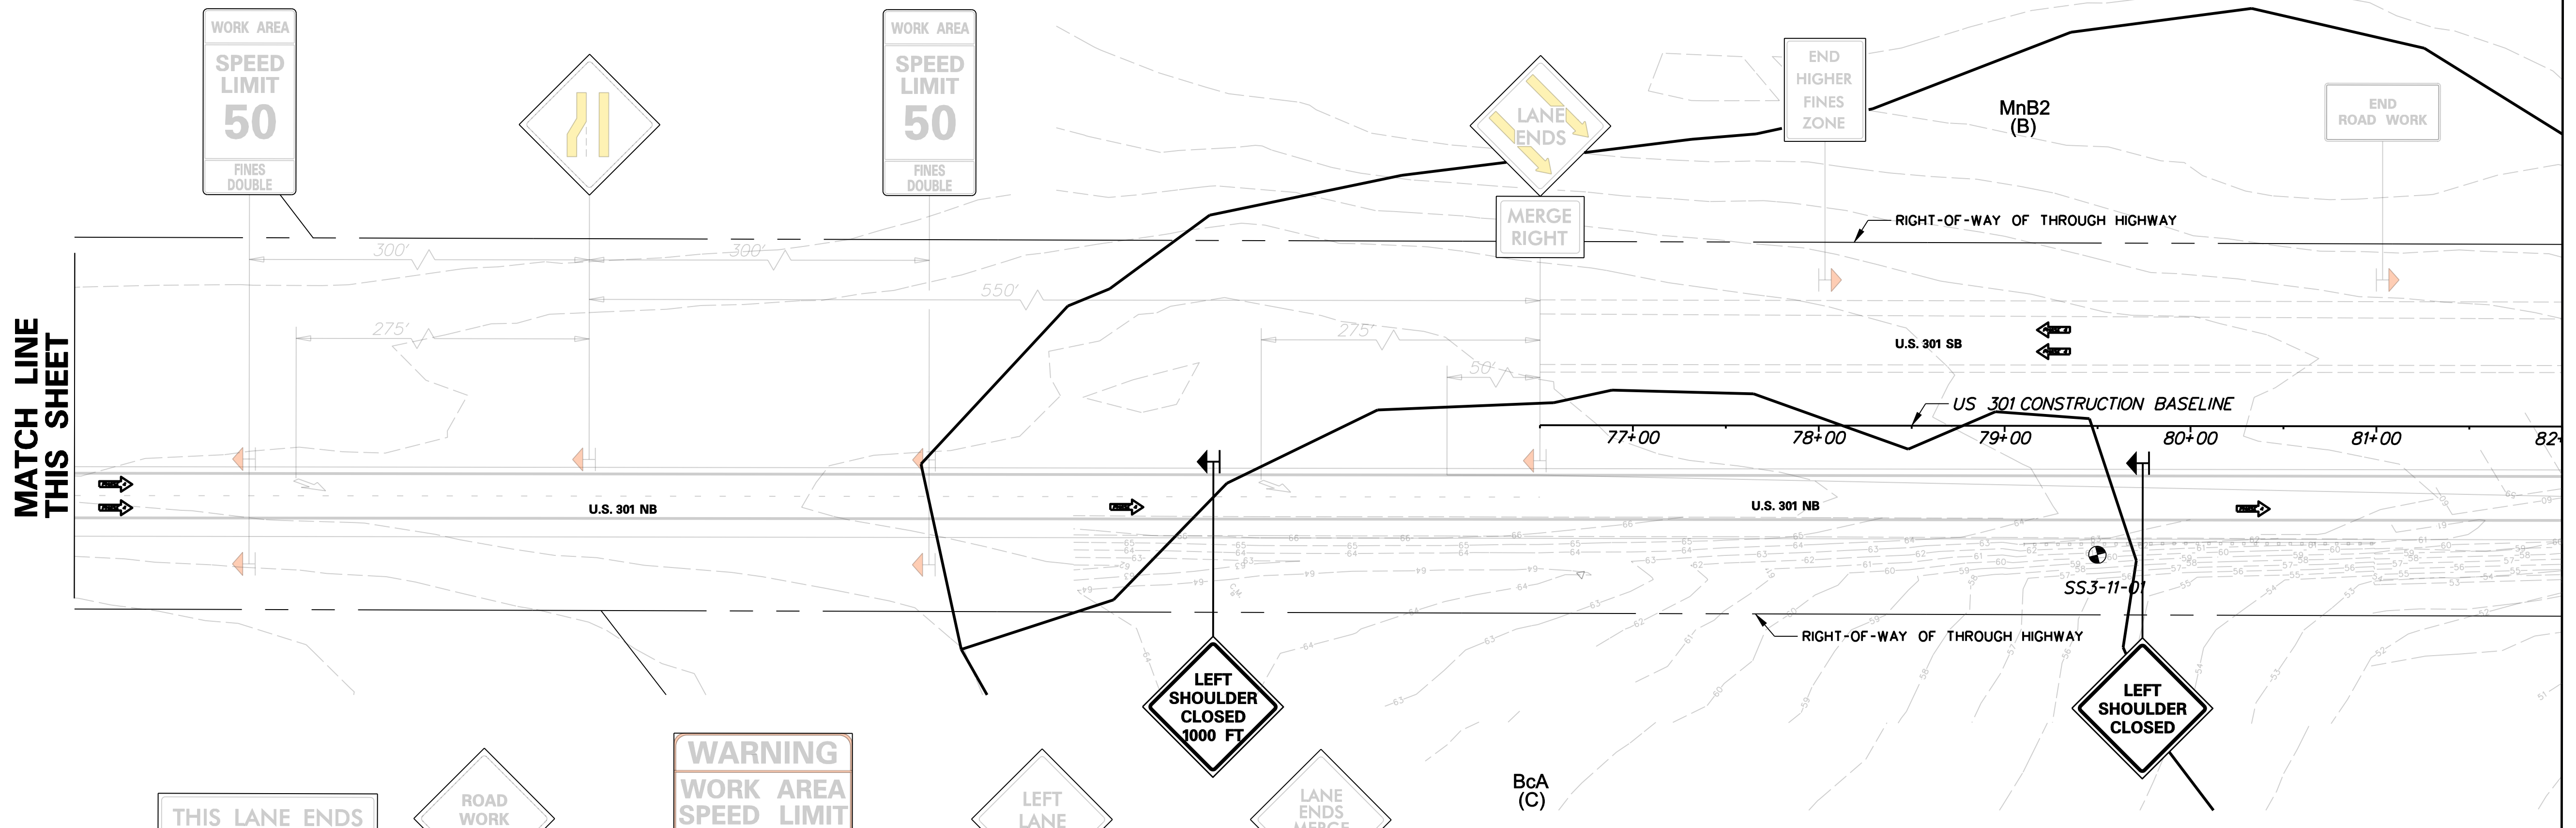 WORK AREA
SPEED
LIMIT
50
FINES
DOUBLE
WORK AREA
SPEED
LIMIT
50
FINES
DOUBLE
LANE
ENDS
MERGE
RIGHT
END
HIGHER
FINES
ZONE
MnB2
(B)
END
ROAD WORK
RIGHT-OF-WAY OF THROUGH HIGHWAY
300'
300'
550'
275'
275'
50'
MATCH LINE
THIS SHEET
U.S. 301 SB
US 301 CONSTRUCTION BASELINE
77+00
78+00
79+00
80+00
81+00
82+
U.S. 301 NB
U.S. 301 NB
SS3-11-01
RIGHT-OF-WAY OF THROUGH HIGHWAY
LEFT
SHOULDER
CLOSED
1000 FT
LEFT
SHOULDER
CLOSED
BcA
(C)
THIS LANE ENDS
ROAD
WORK
WARNING
WORK AREA
SPEED LIMIT
LEFT
LANE
LANE
ENDS
MERGE